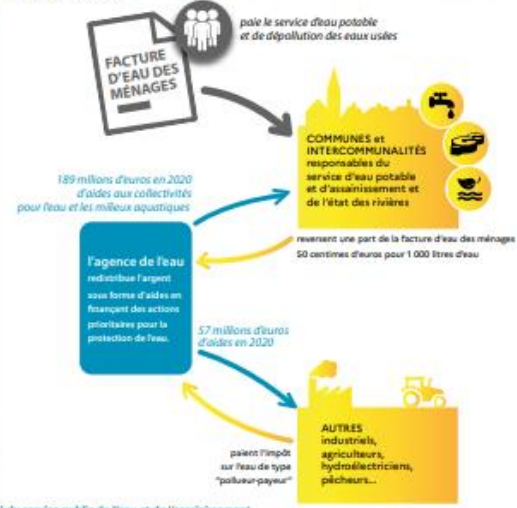 paie le service d'eau potable
et de dépollution des eaux usées
FACTURE
D'EAU DES
MÉNAGES
COMMUNES et
INTERCOMMUNALITÉS
responsables du
service d'eau potable
et d'assainissement et
de l'état des rivières
189 millions d'euros en 2020
d'aides aux collectivités
pour l'eau et les milieux aquatiques
reversent une part de la facture d'eau des ménages
50 centimes d'euros pour 1 000 litres d'eau
l'agence de l'eau
redistribue l'argent
sous forme d'aides en
finançant des actions
prioritaires pour la
protection de l'eau.
57 millions d'euros
d'aides en 2020
paient l'impôt
sur l'eau de type
"pollueur-payeur"
AUTRES
industriels,
agriculteurs,
hydroélectriciens,
pêcheurs...